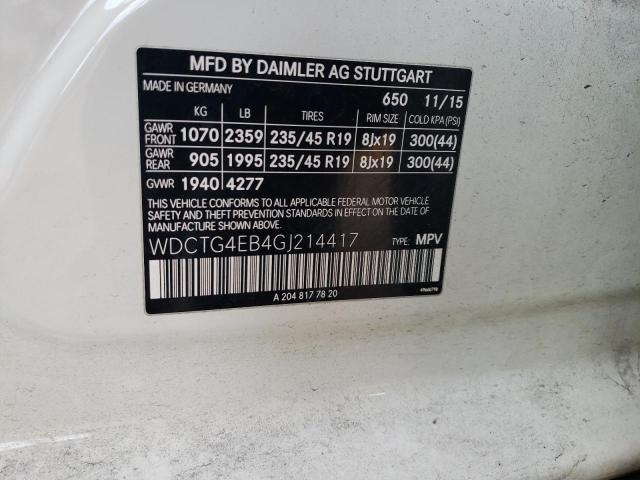 MFD BY DAIMLER AG STUTTGART
MADE IN GERMANY 650 11/15
KG LB TIRES RIM SIZE COLD KPA(PSI)
GAWR FRONT 1070 2359 235/45 R19 8Jx19 300(44)
GAWR REAR 905 1995 235/45 R19 8Jx19 300(44)
GVWR 1940 4277
THIS VEHICLE CONFORMS TO ALL APPLICABLE FEDERAL MOTOR VEHICLE
SAFETY, BUMPER, AND THEFT PREVENTION STANDARDS IN EFFECT
ON THE DATE OF MANUFACTURE SHOWN ABOVE.
WDCTG4EB4GJ214417 TYPE: MPV
A 204 817 78 20